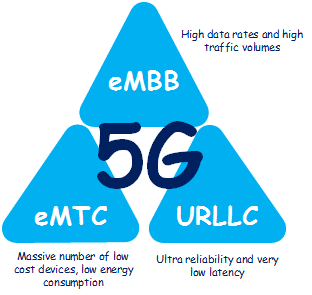 High data rates and high
traffic volumes
eMBB
5G
eMTC
URLLC
Massive number of low
cost devices, low energy
consumption
Ultra reliability and very
low latency